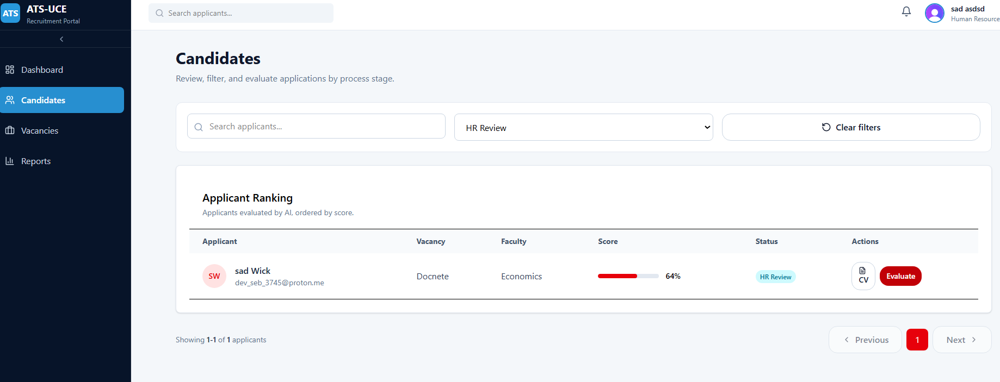 ATS
ATS-UCE
Recruitment Portal
Search applicants...
sad asdsd
Human Resource
Dashboard
Candidates
Vacancies
Reports
Candidates
Review, filter, and evaluate applications by process stage.
Search applicants...
HR Review
Clear filters
Applicant Ranking
Applicants evaluated by AI, ordered by score.
Applicant Vacancy Faculty Score Status Actions
SW
sad Wick
dev_seb_3745@proton.me
Docnete
Economics
64%
HR Review
CV
Evaluate
Showing 1-1 of 1 applicants
Previous
1
Next